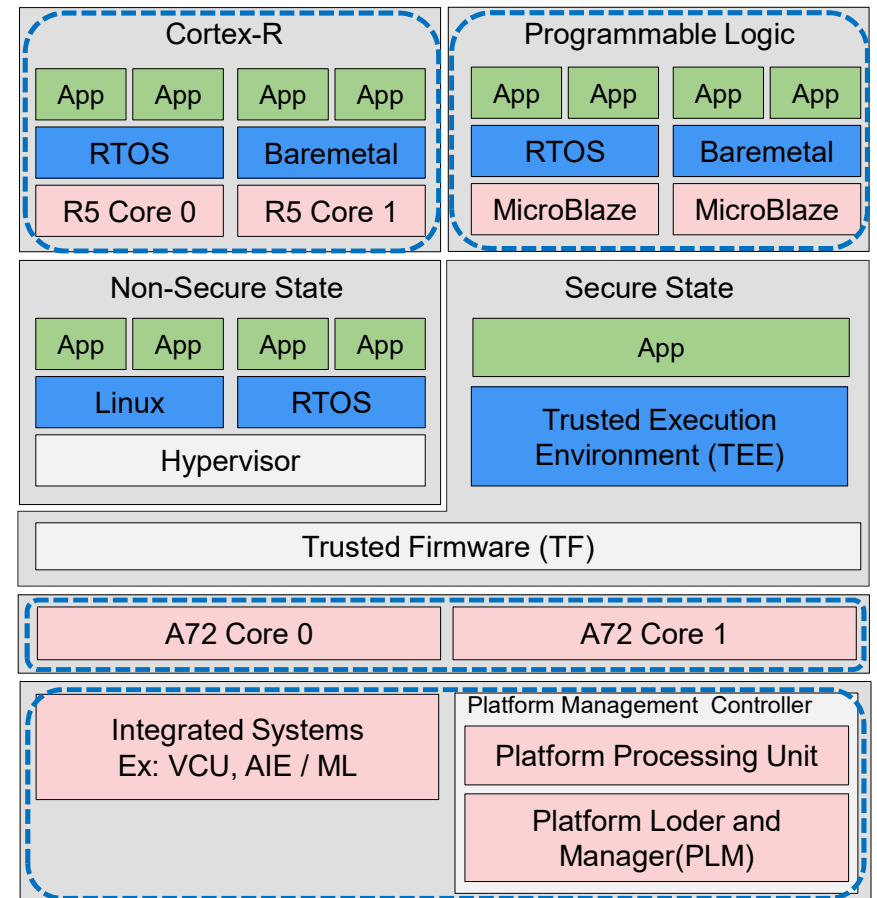 Cortex-R
App App App App
RTOS Baremetal
R5 Core 0 R5 Core 1
Programmable Logic
App App App App
RTOS Baremetal
MicroBlaze MicroBlaze
Non-Secure State
App App App App
Linux RTOS
Hypervisor
Secure State
App
Trusted Execution
Environment (TEE)
Trusted Firmware (TF)
A72 Core 0 A72 Core 1
Integrated Systems
Ex: VCU, AIE / ML
Platform Management Controller
Platform Processing Unit
Platform Loder and
Manager(PLM)